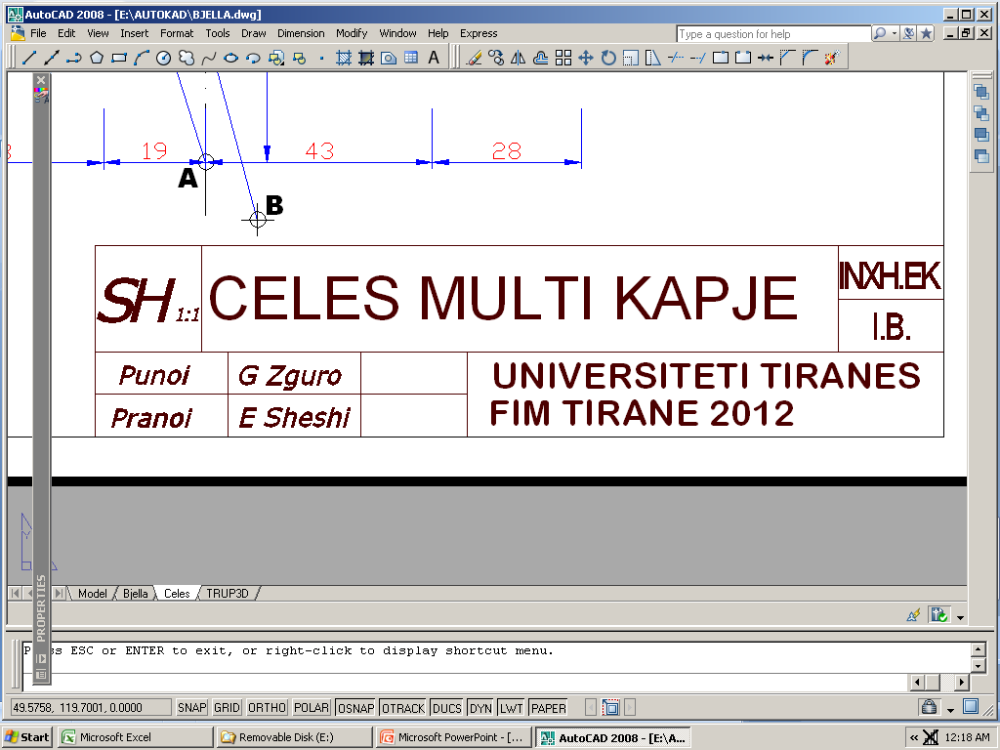 AutoCAD 2008 - [E:\AUTOKAD\BJELLA.dwg]
File Edit View Insert Format Tools Draw Dimension Modify Window Help Express
Type a question for help
A
19 43 28
A
B
SH 1:1
CELES MULTI KAPJE
INXH.EK
I.B.
Punoi G Zguro
Pranoi E Sheshi
UNIVERSITETI TIRANES
FIM TIRANE 2012
PROPERTIES
Model Bjella Celes TRUP3D
ESC or ENTER to exit, or right-click to display shortcut menu.
49.5758, 119.7001, 0.0000 SNAP GRID ORTHO POLAR OSNAP OTRACK DUCS DYN LWT PAPER
Start Microsoft Excel Removable Disk (E:) Microsoft PowerPoint - [... AutoCAD 2008 - [E:\A... « 12:18 AM